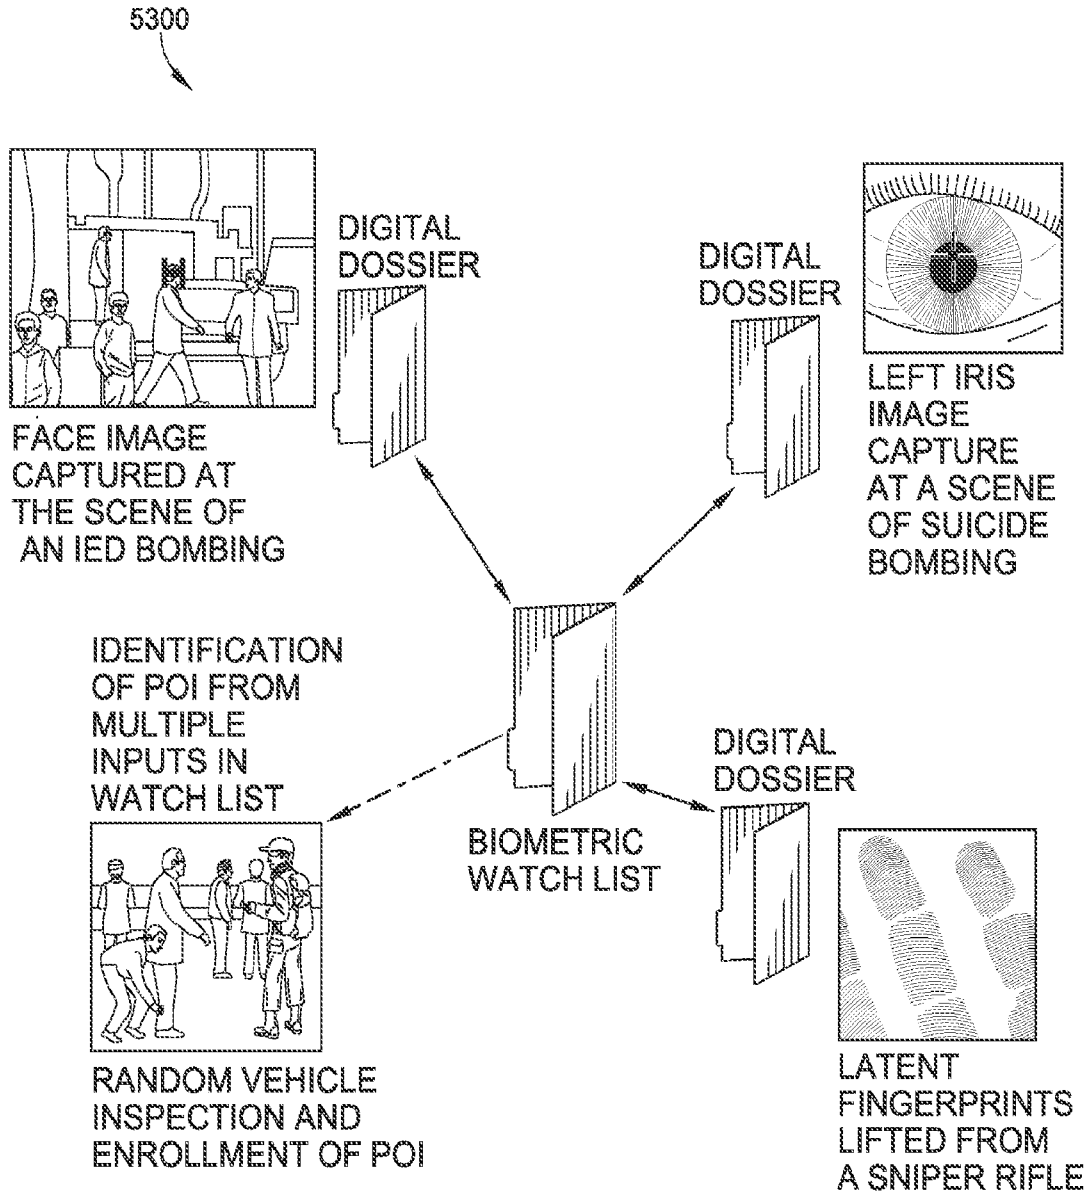 5300
DIGITAL
DOSSIER
FACE IMAGE
CAPTURED AT
THE SCENE OF
AN IED BOMBING
DIGITAL
DOSSIER
LEFT IRIS
IMAGE
CAPTURE
AT A SCENE
OF SUICIDE
BOMBING
IDENTIFICATION
OF POI FROM
MULTIPLE
INPUTS IN
WATCH LIST
BIOMETRIC
WATCH LIST
DIGITAL
DOSSIER
RANDOM VEHICLE
INSPECTION AND
ENROLLMENT OF POI
LATENT
FINGERPRINTS
LIFTED FROM
A SNIPER RIFLE